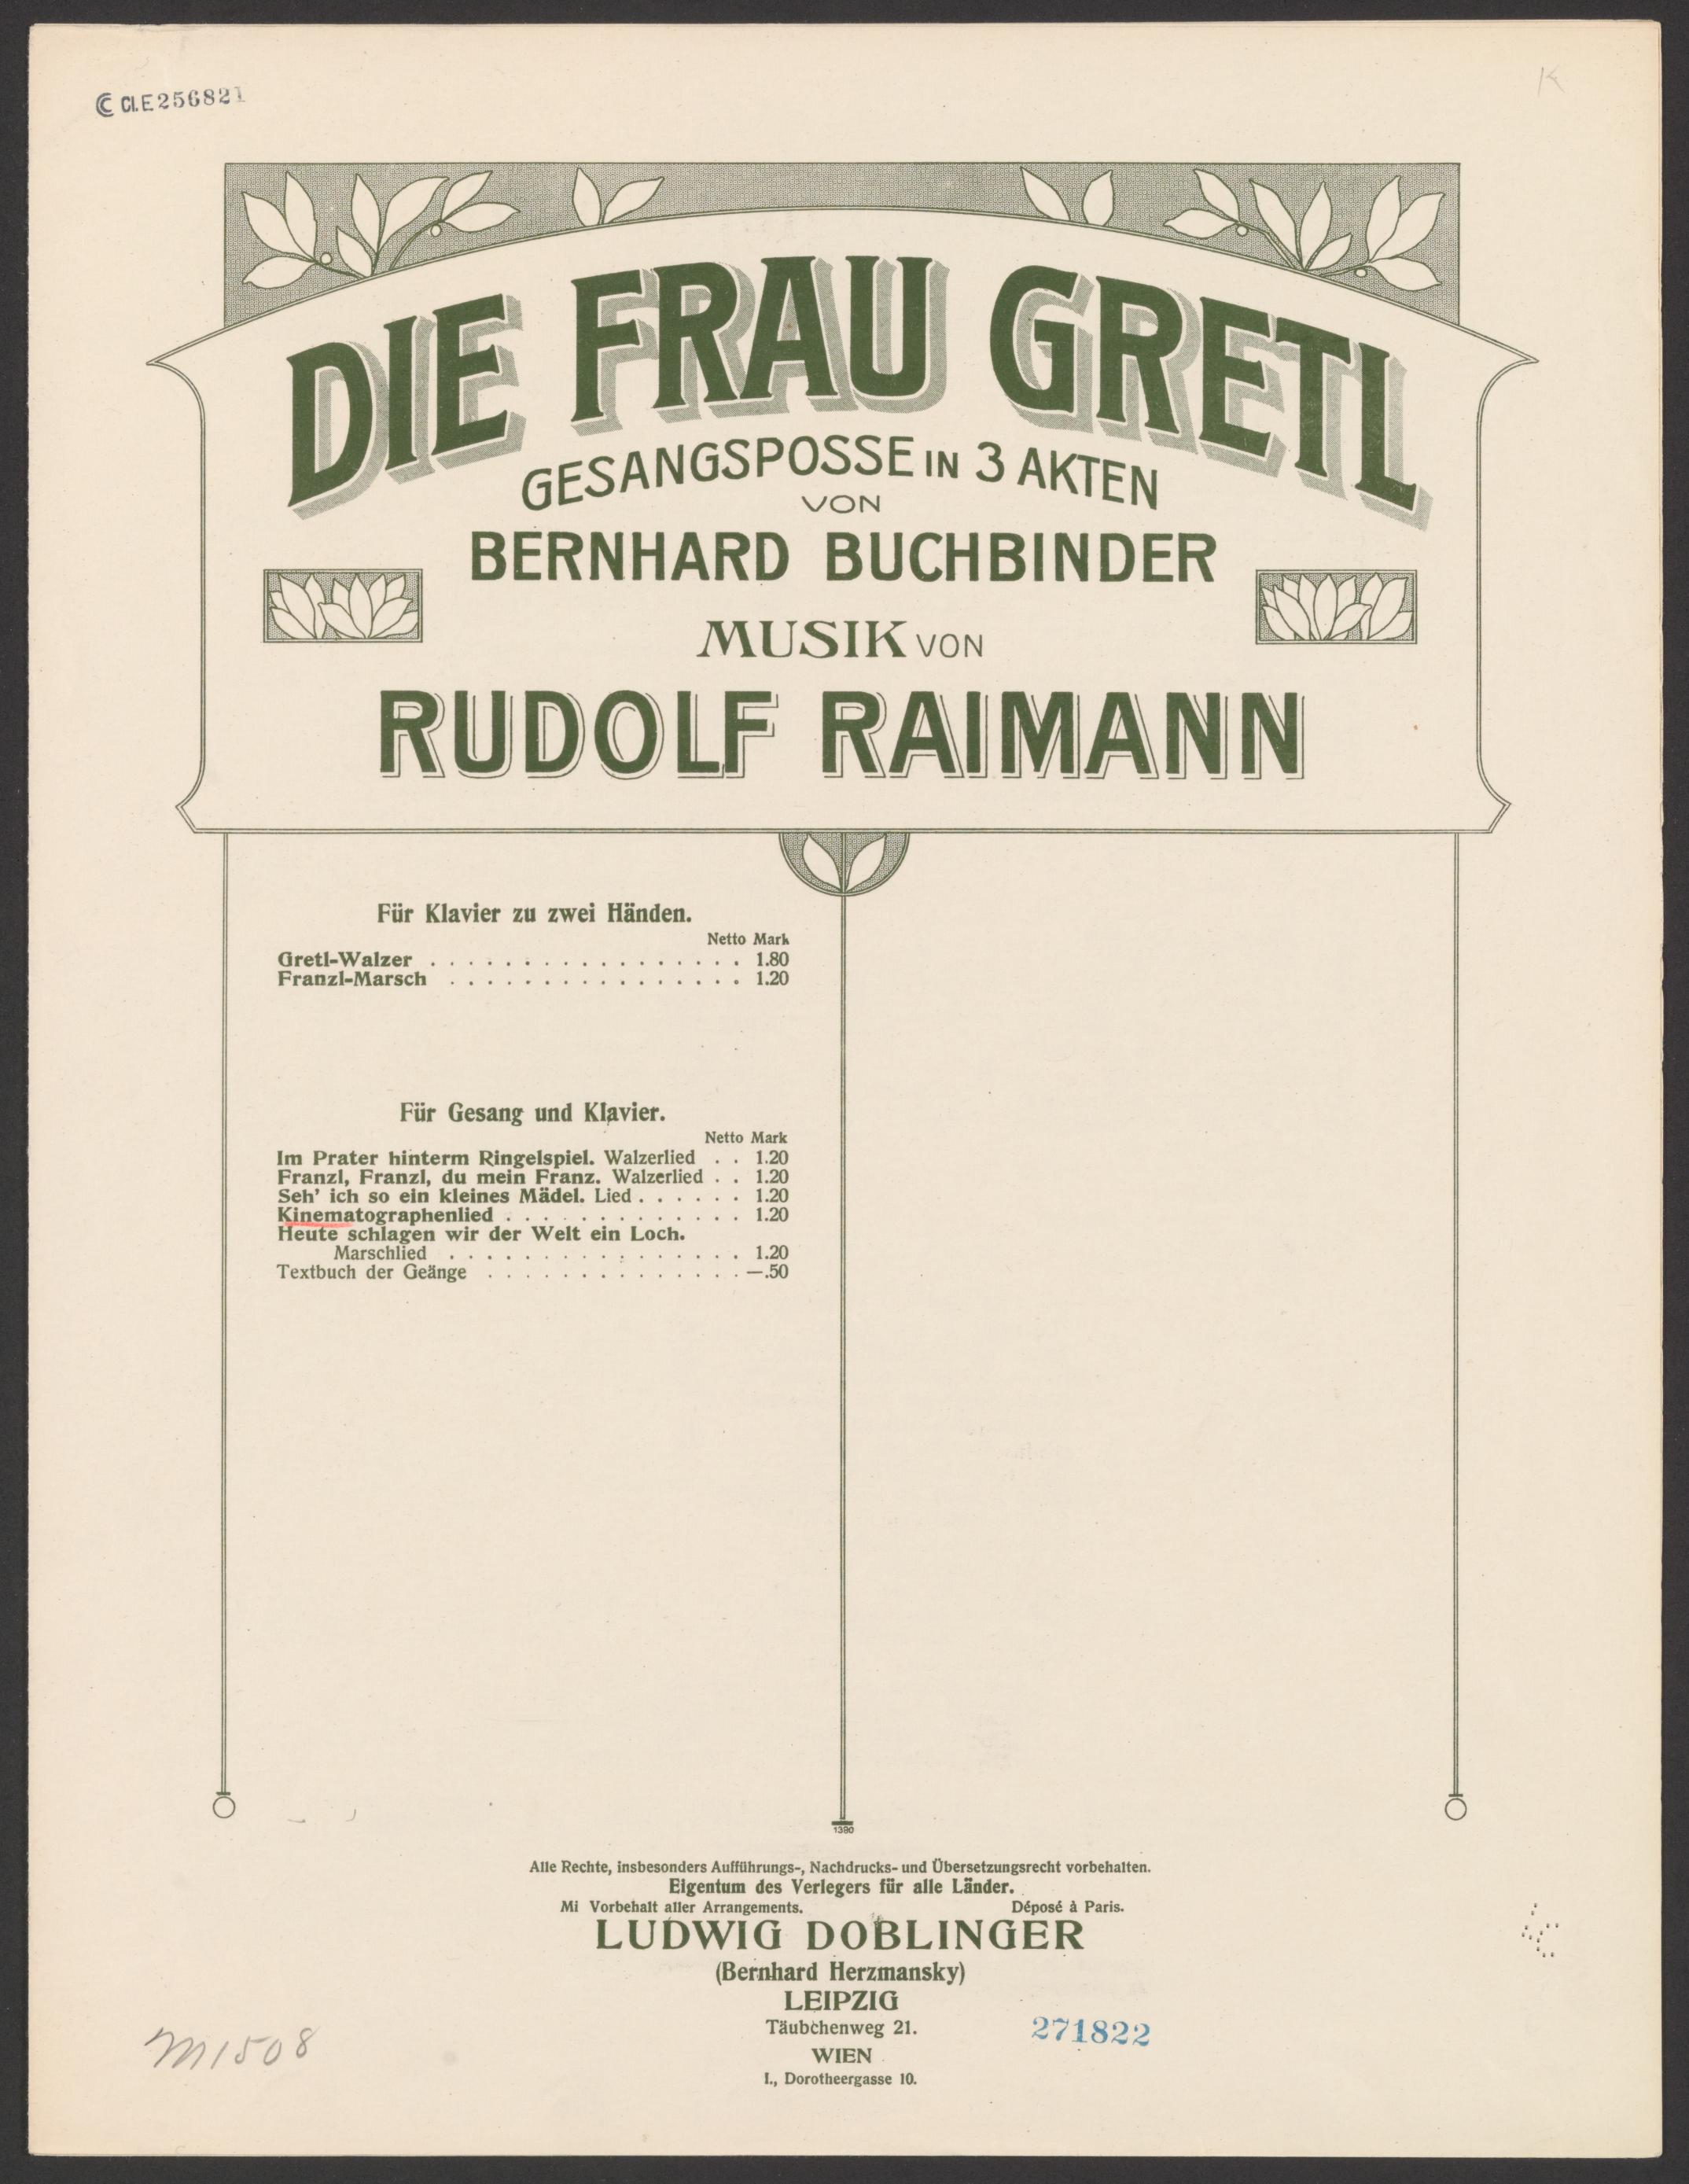 © Cl.E256821
K
DIE FRAU GRETL
GESANGSPOSSE IN 3 AKTEN
VON
BERNHARD BUCHBINDER
MUSIK VON
RUDOLF RAIMANN
Für Klavier zu zwei Händen.
Netto Mark
Gretl-Walzer . . . . . . . . . . . . . . . . . 1.80
Franzl-Marsch . . . . . . . . . . . . . . . . 1.20
Für Gesang und Klavier.
Netto Mark
Im Prater hinterm Ringelspiel. Walzerlied . . 1.20
Franzl, Franzl, du mein Franz. Walzerlied . . 1.20
Seh' ich so ein kleines Mädel. Lied . . . . . . 1.20
Kinematographenlied . . . . . . . . . . . . . 1.20
Heute schlagen wir der Welt ein Loch.
Marschlied . . . . . . . . . . . . . . . . 1.20
Textbuch der Geänge . . . . . . . . . . . . . . —.50
1390
Alle Rechte, insbesonders Aufführungs-, Nachdrucks- und Übersetzungsrecht vorbehalten.
Eigentum des Verlegers für alle Länder.
Mi Vorbehalt aller Arrangements. Déposé à Paris.
LUDWIG DOBLINGER
(Bernhard Herzmansky)
LEIPZIG
Täubchenweg 21.
WIEN
I., Dorotheergasse 10.
271822
M1508